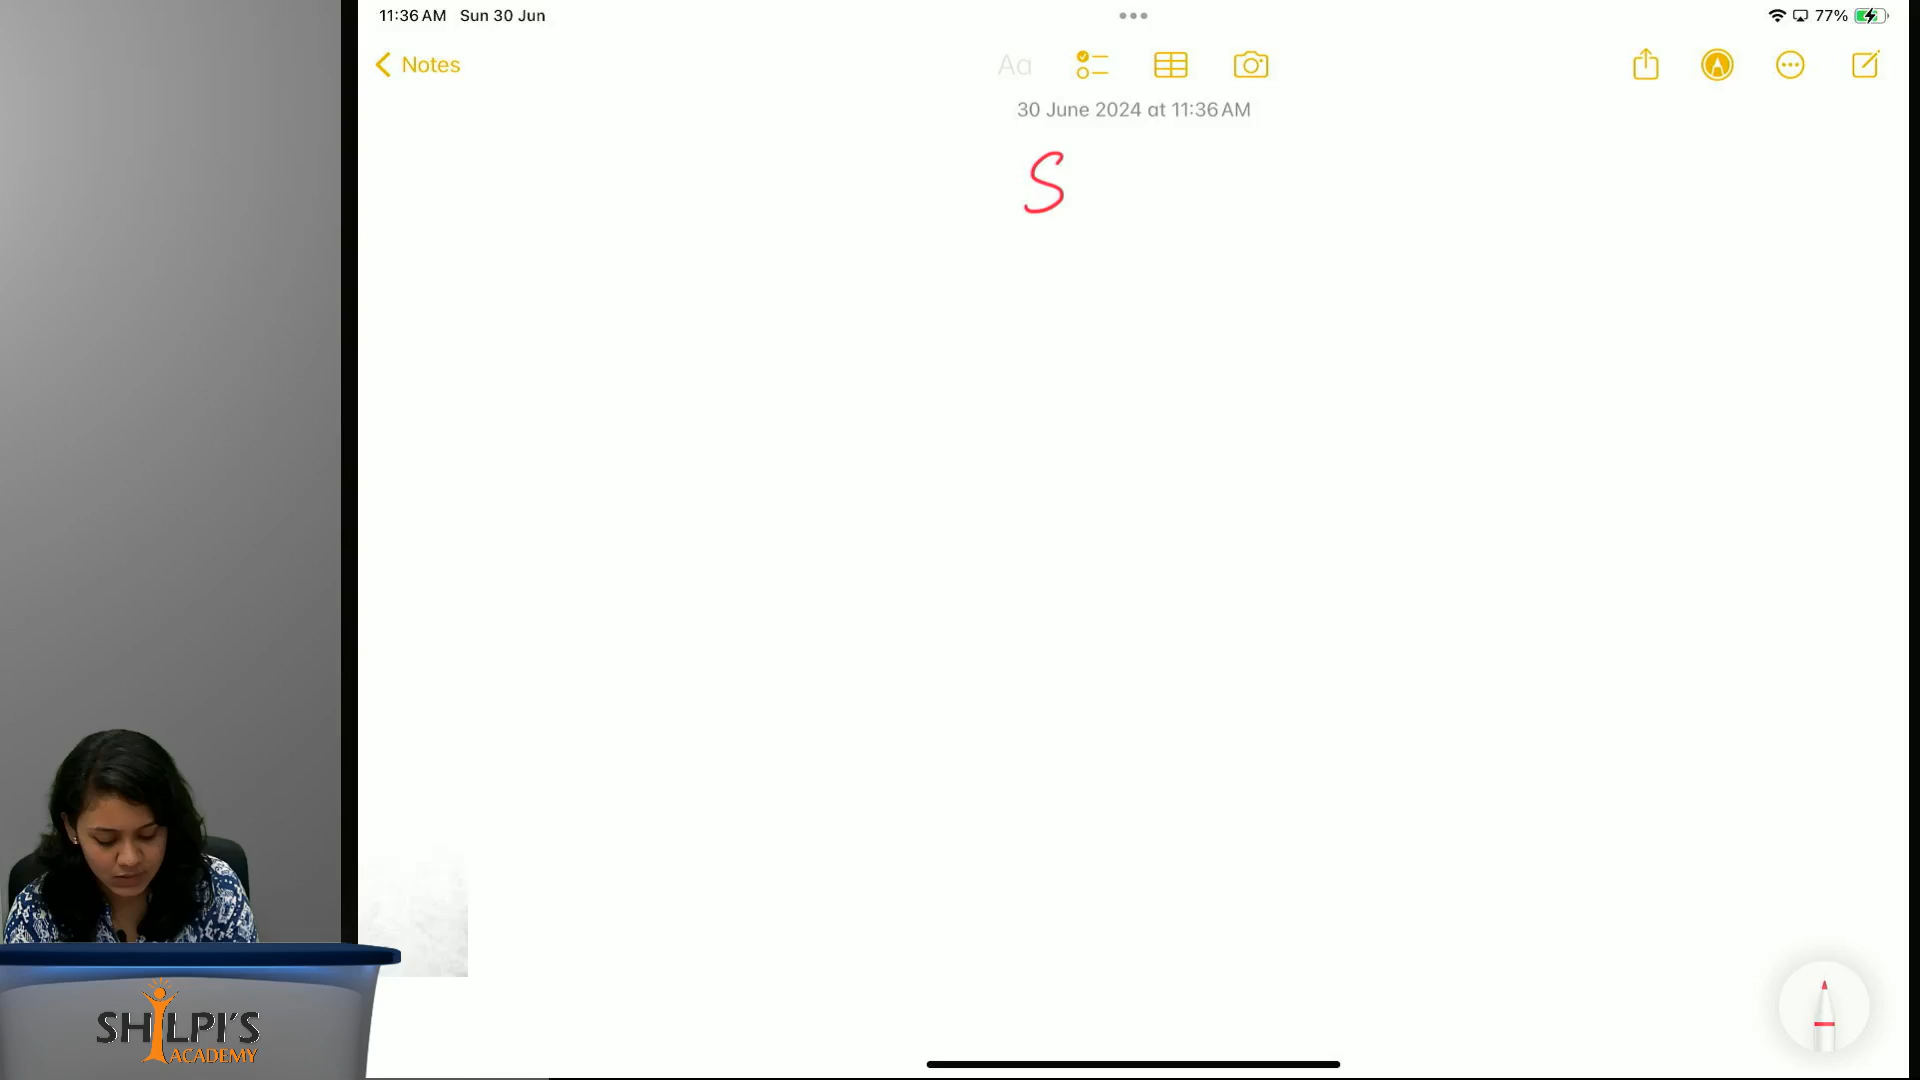 11:36 AM Sun 30 Jun
77%
Notes
Aa
30 June 2024 at 11:36 AM
S
SHILPI'S
ACADEMY